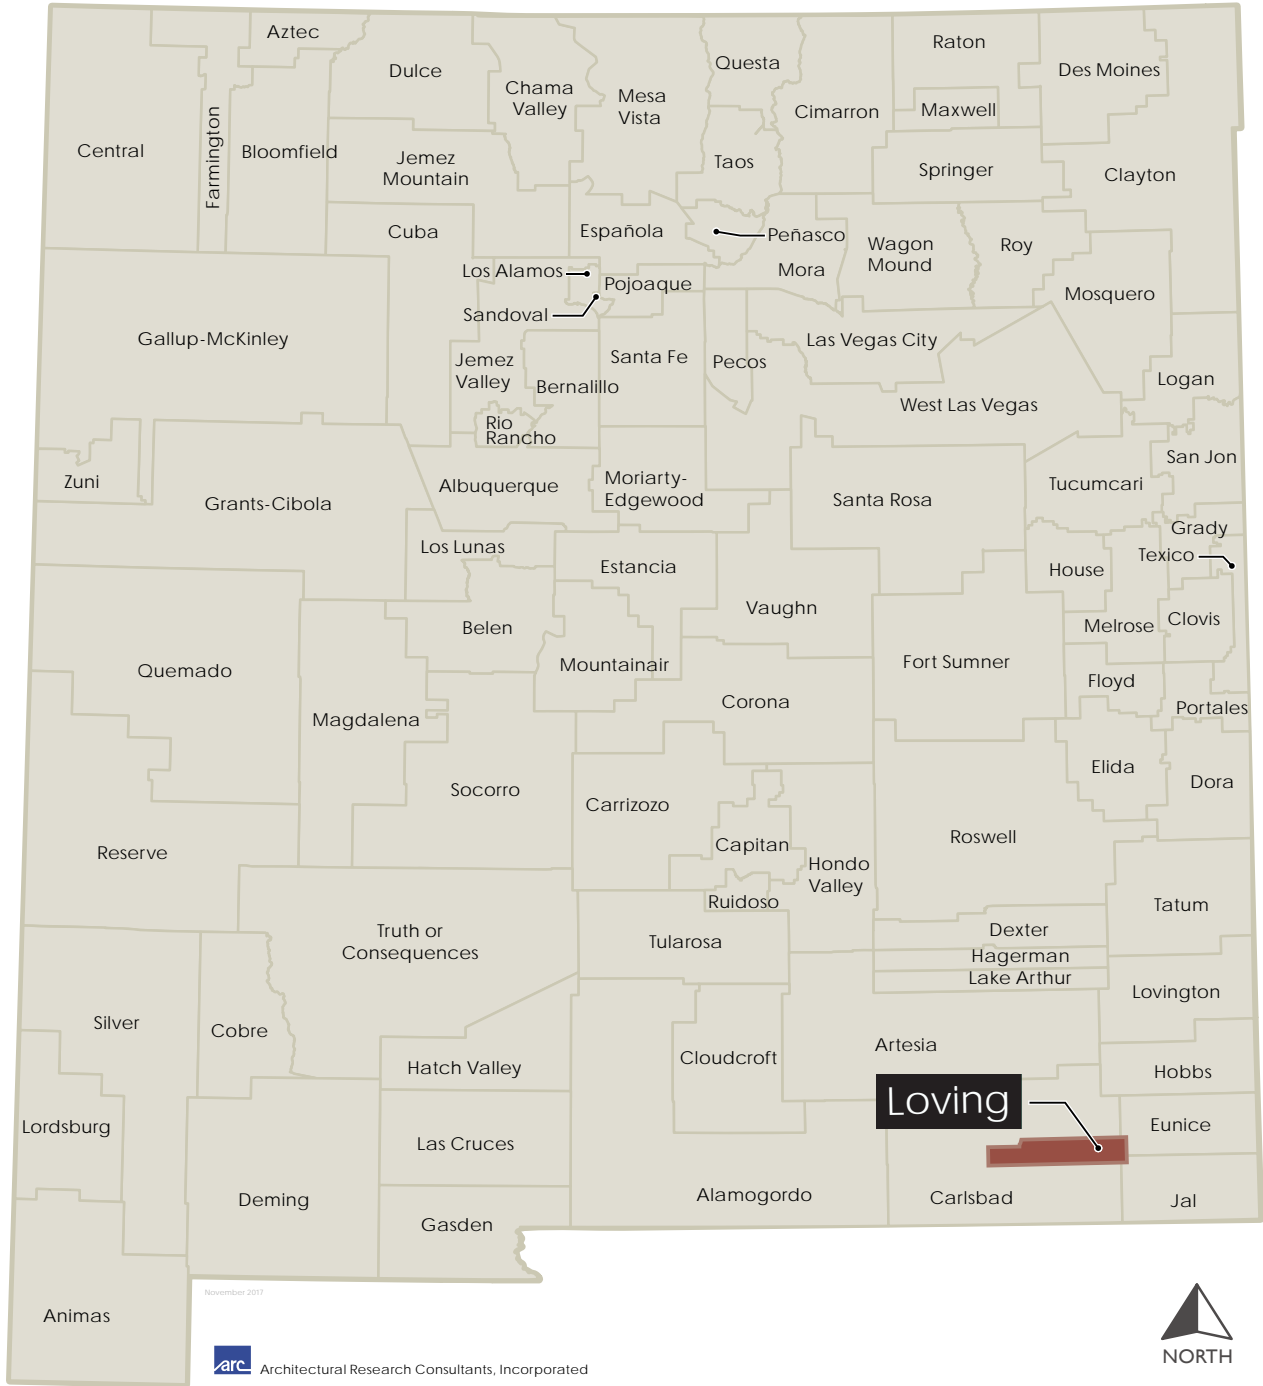 Aztec
Raton
Questa
Dulce
Des Moines
Chama
Valley
Mesa
Vista
Cimarron
Maxwell
Central
Farmington
Bloomfield
Jemez
Mountain
Taos
Springer
Clayton
Cuba
Española
Peñasco
Wagon
Mound
Roy
Mora
Los Alamos
Pojoaque
Mosquero
Sandoval
Gallup-McKinley
Las Vegas City
Jemez
Valley
Santa Fe
Pecos
Bernalillo
Logan
West Las Vegas
Rio
Rancho
San Jon
Zuni
Albuquerque
Moriarty-
Edgewood
Tucumcari
Grants-Cibola
Santa Rosa
Grady
Los Lunas
Texico
Estancia
House
Vaughn
Belen
Melrose
Clovis
Quemado
Mountainair
Fort Sumner
Floyd
Corona
Magdalena
Portales
Elida
Dora
Socorro
Carrizozo
Roswell
Reserve
Capitan
Hondo
Valley
Ruidoso
Tatum
Truth or
Consequences
Tularosa
Dexter
Hagerman
Lake Arthur
Lovington
Silver
Cobre
Artesia
Cloudcroft
Hatch Valley
Hobbs
Loving
Lordsburg
Eunice
Las Cruces
Deming
Alamogordo
Carlsbad
Jal
Gasden
November 2017
Animas
arc
Architectural Research Consultants, Incorporated
NORTH